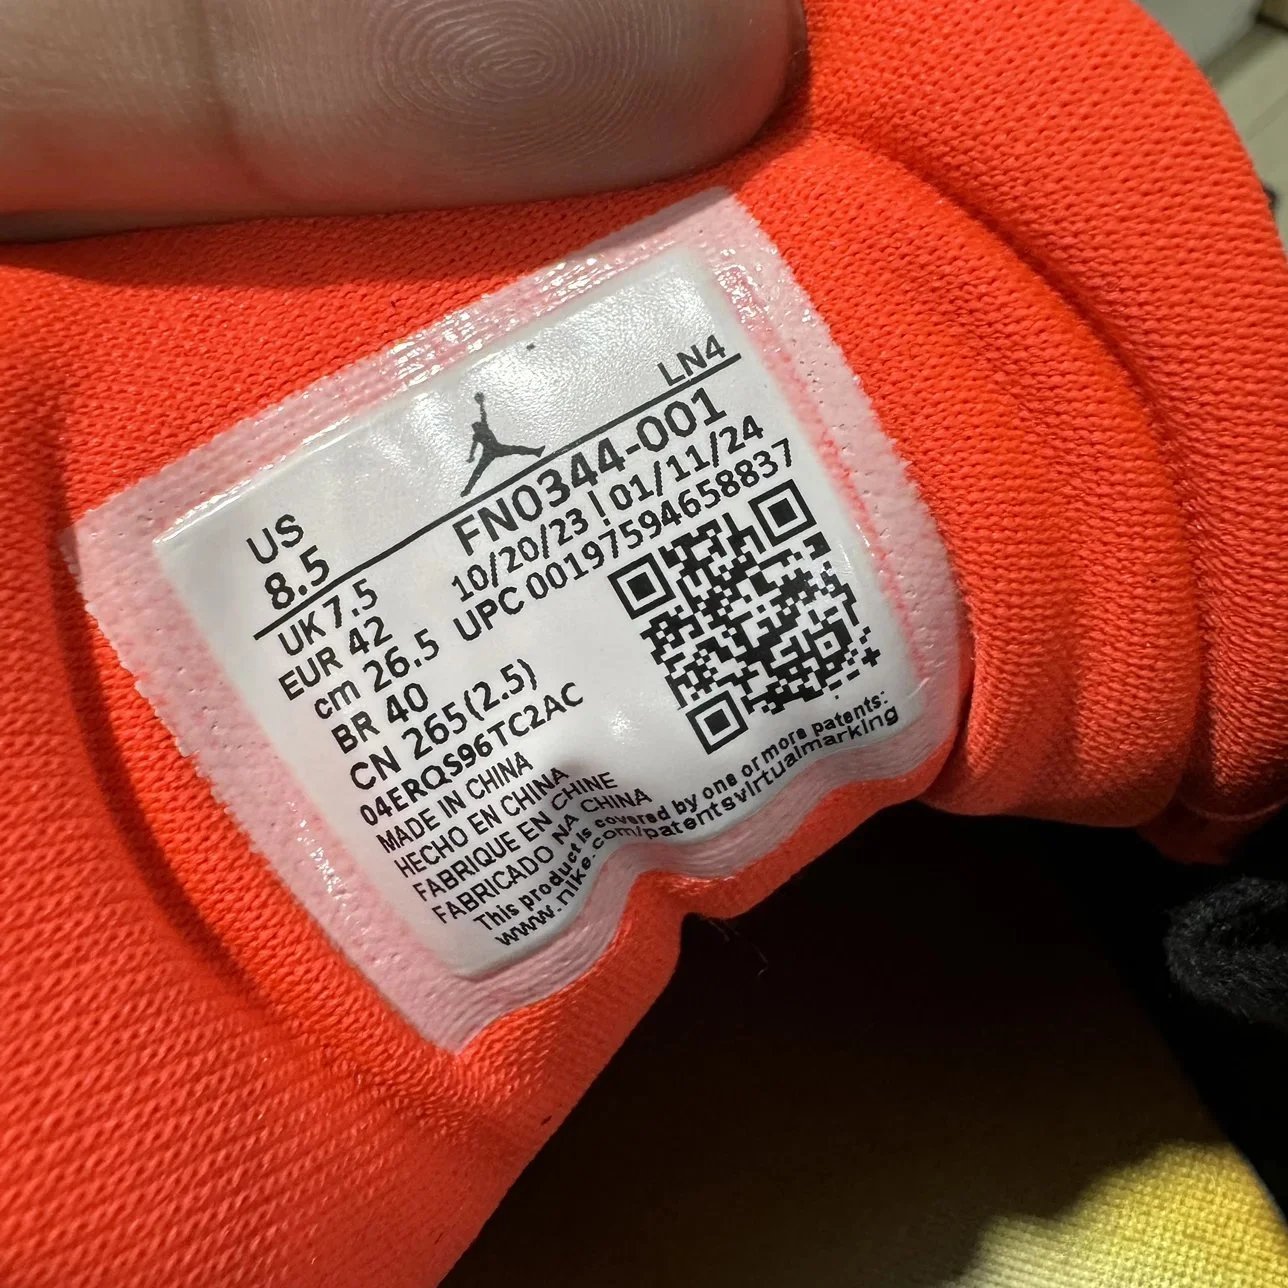 LN4
US
8.5
FN0344-001
UK 7.5
10/20/23 | 01/11/24
EUR 42
UPC 00197594658837
cm 26.5
BR 40
CN 265(2.5)
04ERQS96TC2AC
MADE IN CHINA
HECHO EN CHINA
FABRIQUE EN CHINE
FABRICADO NA CHINA
This product is covered by one or more patents:
www.nike.com/patentsvirtualmarking